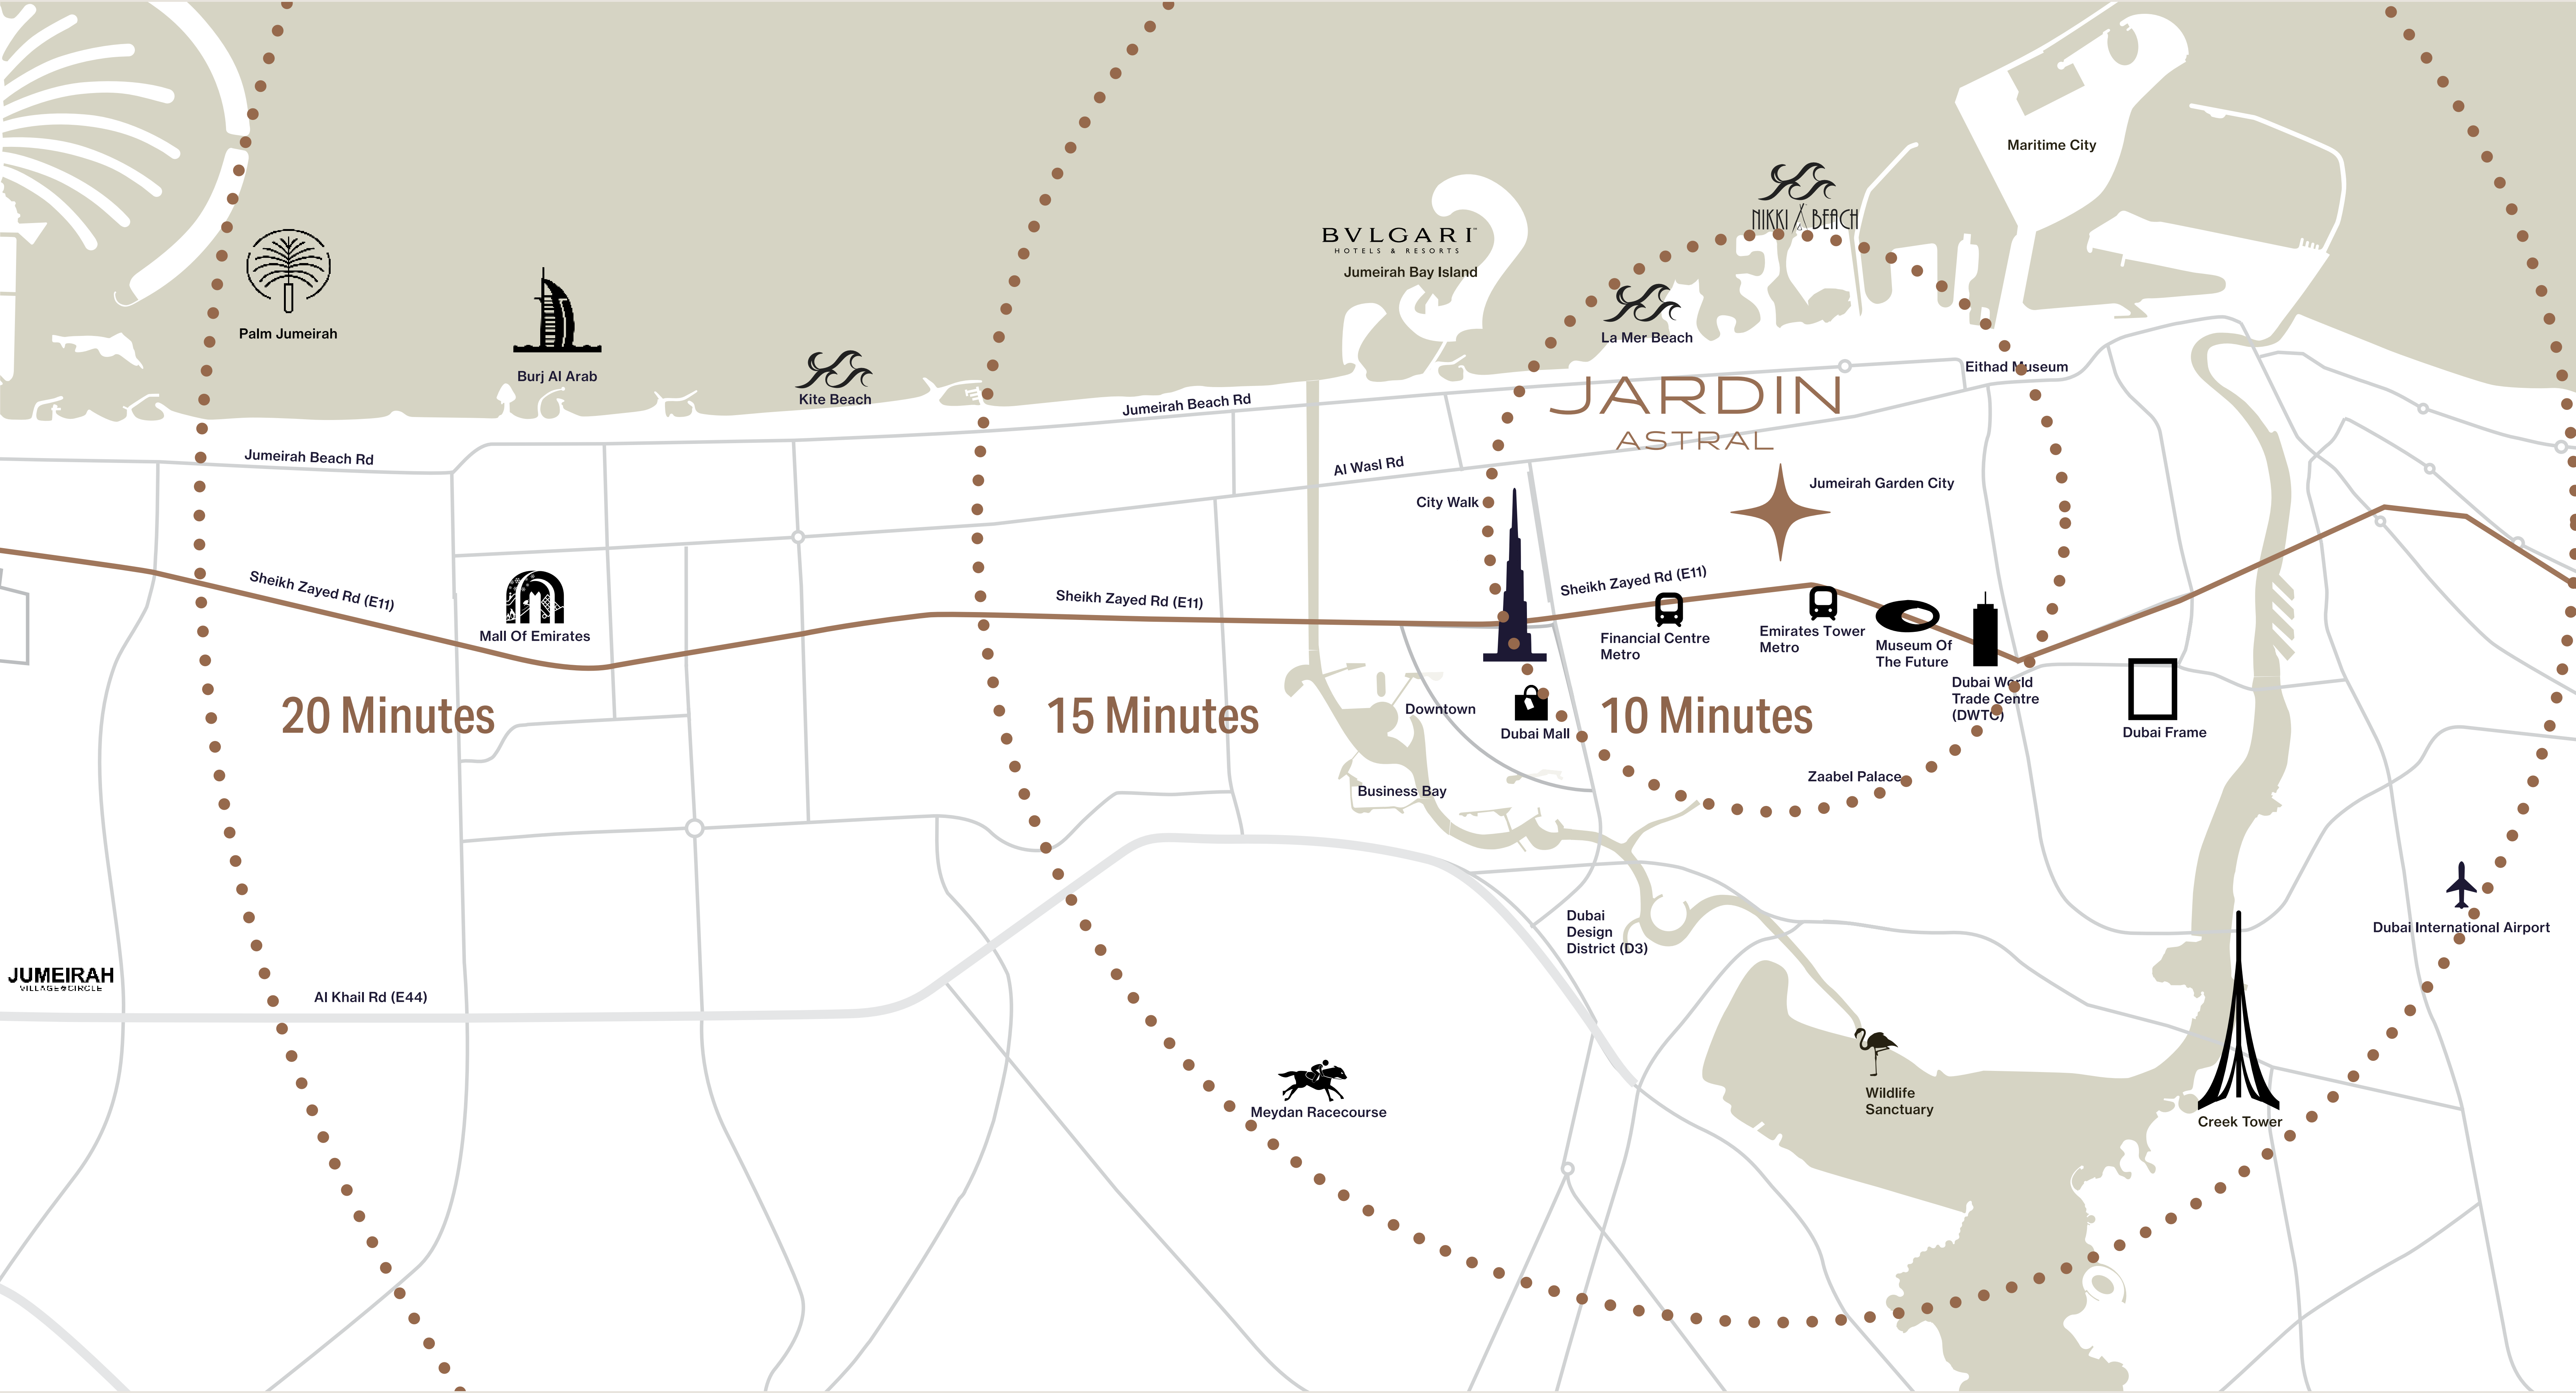 Maritime City
NIKKI BEACH
BVLGARI
HOTELS & RESORTS
Jumeirah Bay Island
Palm Jumeirah
La Mer Beach
Burj Al Arab
Kite Beach
Eithad Museum
JARDIN
ASTRAL
Jumeirah Beach Rd
Jumeirah Beach Rd
Al Wasl Rd
Jumeirah Garden City
City Walk
Sheikh Zayed Rd (E11)
Sheikh Zayed Rd (E11)
Sheikh Zayed Rd (E11)
Mall Of Emirates
Financial Centre
Metro
Emirates Tower
Metro
Museum Of
The Future
Dubai World
Trade Centre
(DWTC)
20 Minutes
15 Minutes
10 Minutes
Downtown
Dubai Mall
Dubai Frame
Zaabel Palace
Business Bay
Dubai
Design
District (D3)
Dubai International Airport
JUMEIRAH
VILLAGE CIRCLE
Al Khail Rd (E44)
Meydan Racecourse
Wildlife
Sanctuary
Creek Tower